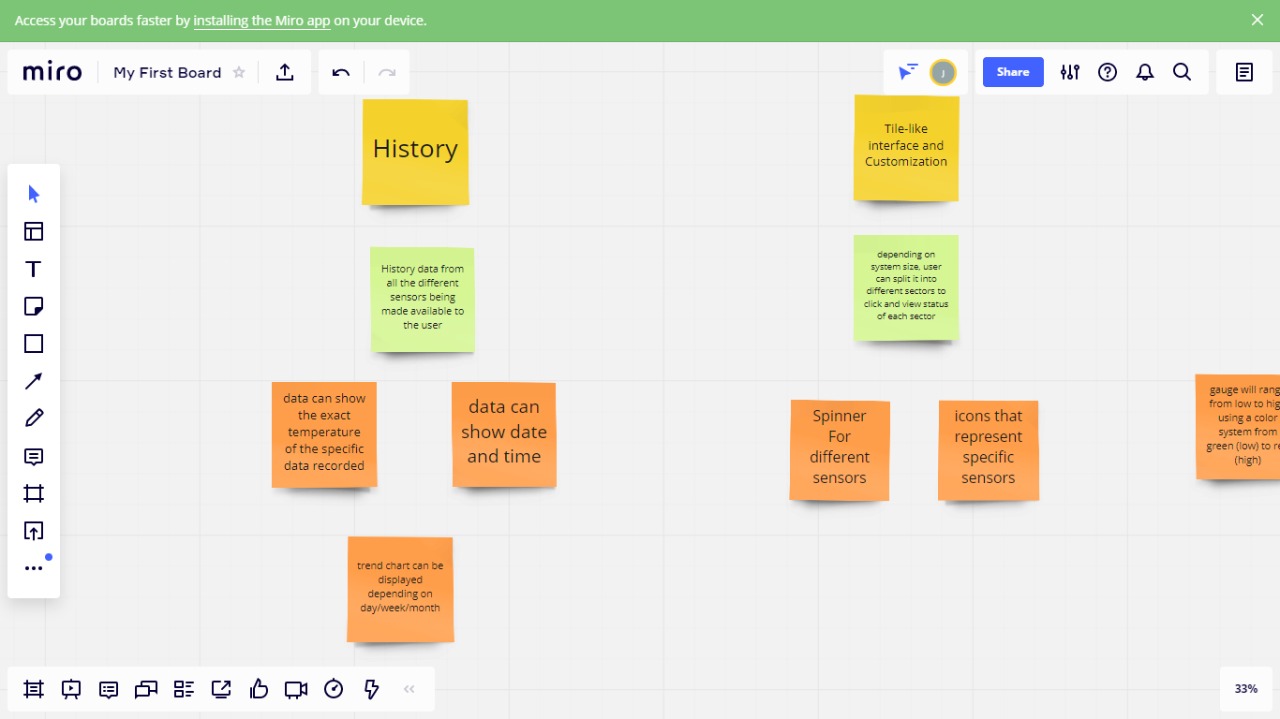 Access your boards faster by installing the Miro app on your device.
miro
My First Board
J
Share
History
Tile-like
interface and
Customization
History data from
all the different
sensors being
made available to
the user
depending on
system size, user
can split it into
different sectors to
click and view status
of each sector
data can show
the exact
temperature
of the specific
data recorded
data can
show date
and time
Spinner
For
different
sensors
icons that
represent
specific
sensors
gauge will rang
from low to hig
using a color
system from
green (low) to re
(high)
trend chart can be
displayed
depending on
day/week/month
33%